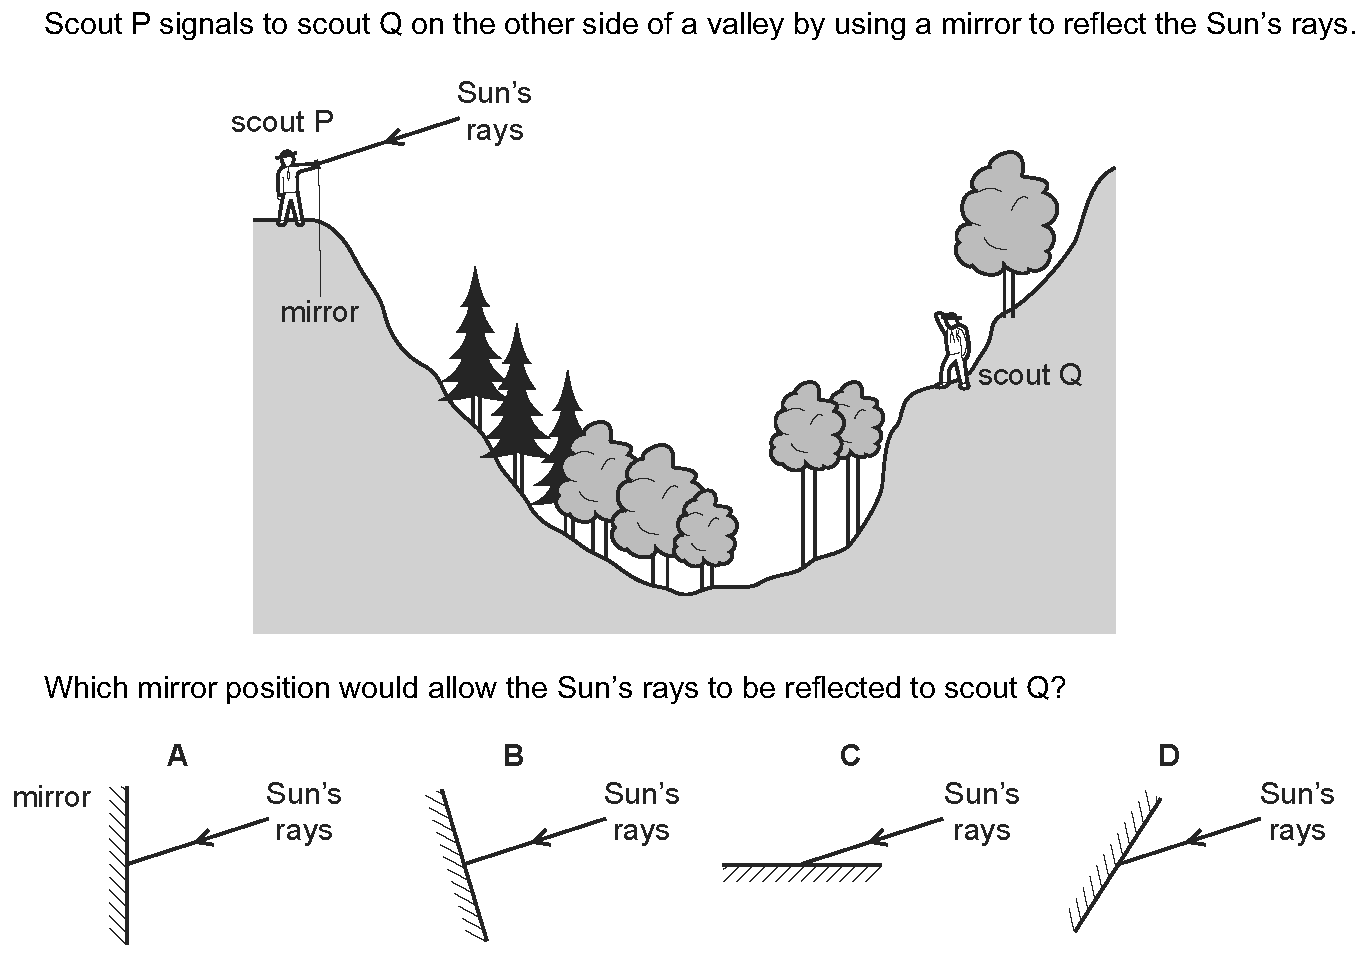 Scout P signals to scout Q on the other side of a valley by using a mirror to reflect the Sun’s rays.
Sun’s
rays
scout P
mirror
scout Q
Which mirror position would allow the Sun’s rays to be reflected to scout Q?
A
B
C
D
mirror
Sun’s
rays
Sun’s
rays
Sun’s
rays
Sun’s
rays